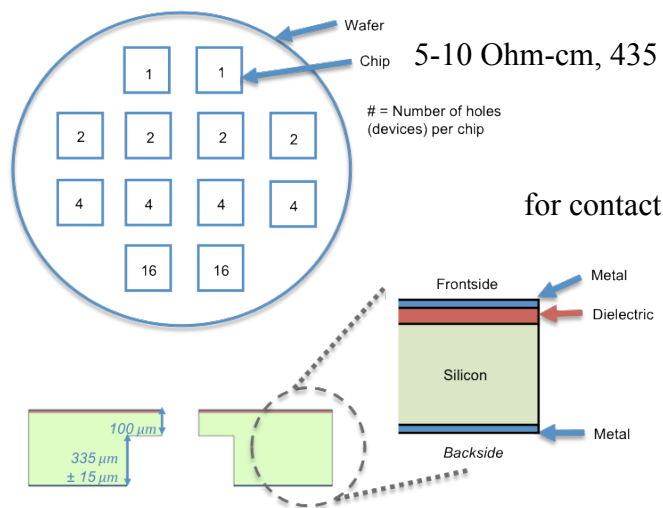 Wafer
Chip
5-10 Ohm-cm, 435
# = Number of holes
(devices) per chip
1 1
2 2 2 2
4 4 4 4
16 16
for contact
Frontside
Metal
Dielectric
Silicon
Metal
Backside
100 µm
335 µm
± 15 µm